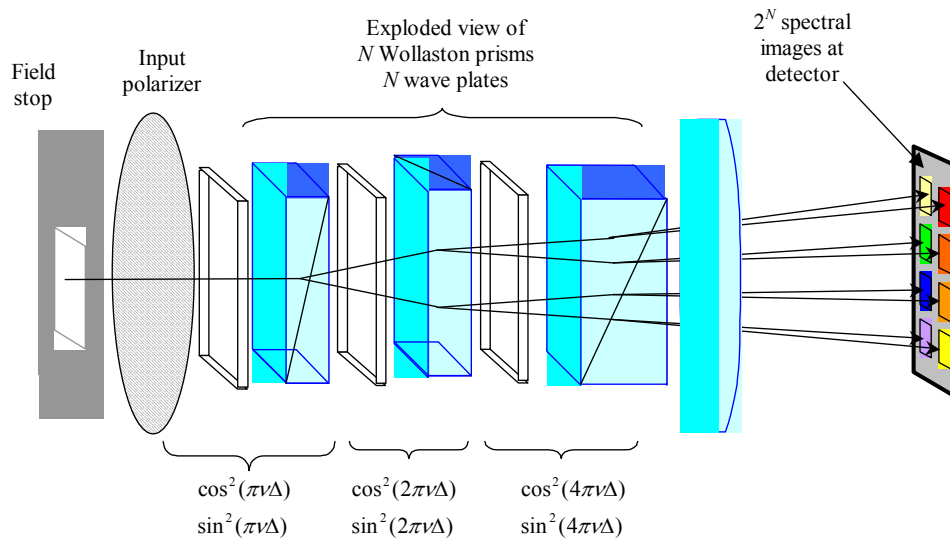 Field
stop
Input
polarizer
Exploded view of
N Wollaston prisms
N wave plates
2^N spectral
images at
detector
cos²(πνΔ)
sin²(πνΔ)
cos²(2πνΔ)
sin²(2πνΔ)
cos²(4πνΔ)
sin²(4πνΔ)